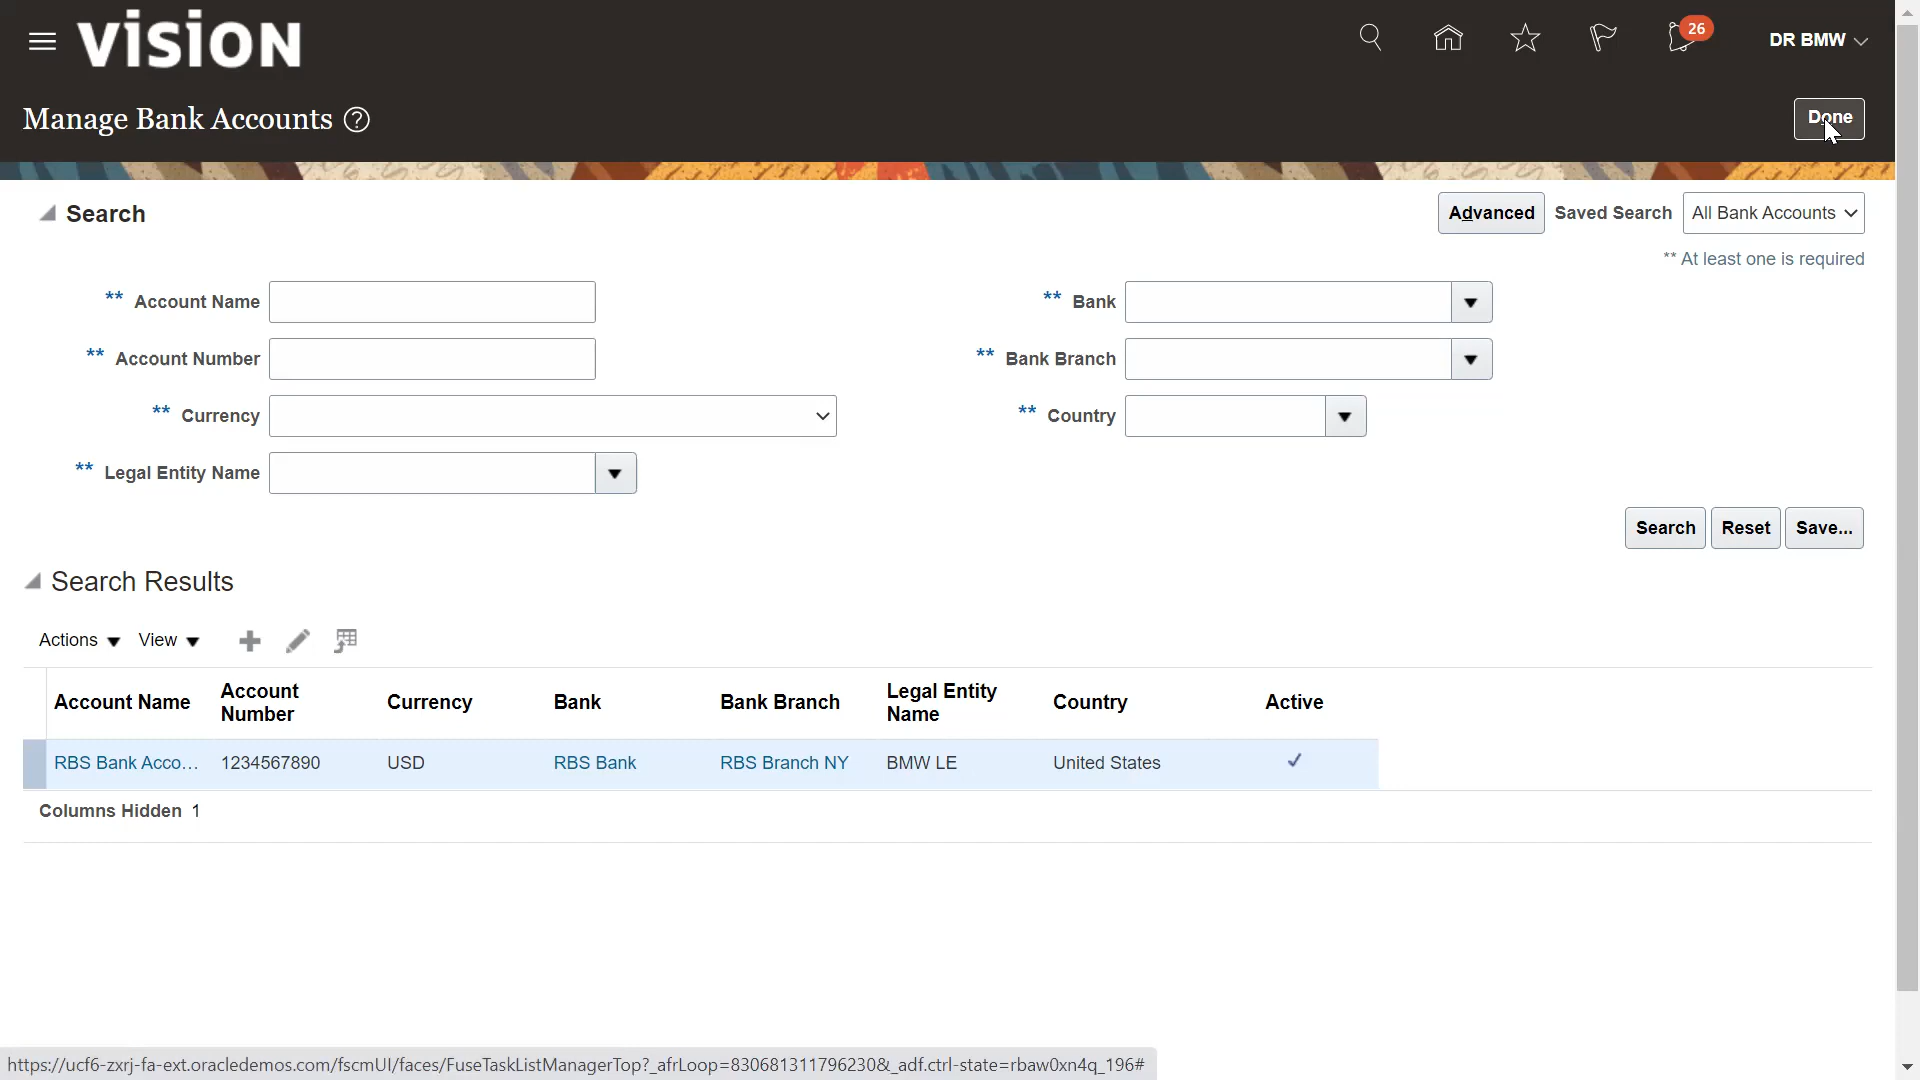 VISION
26
DR BMW
Manage Bank Accounts ?
Done
Search
Advanced Saved Search All Bank Accounts
** At least one is required
** Account Name
** Bank
** Account Number
** Bank Branch
** Currency
** Country
** Legal Entity Name
Search Reset Save...
Search Results
Actions View
Account Name Account Number Currency Bank Bank Branch Legal Entity Name Country Active
RBS Bank Acco... 1234567890 USD RBS Bank RBS Branch NY BMW LE United States
Columns Hidden 1
https://ucf6-zxrj-fa-ext.oracledemos.com/fscmUI/faces/FuseTaskListManagerTop?_afrLoop=8306813111796230&_adf.ctrl-state=rbaw0xn4q_196#